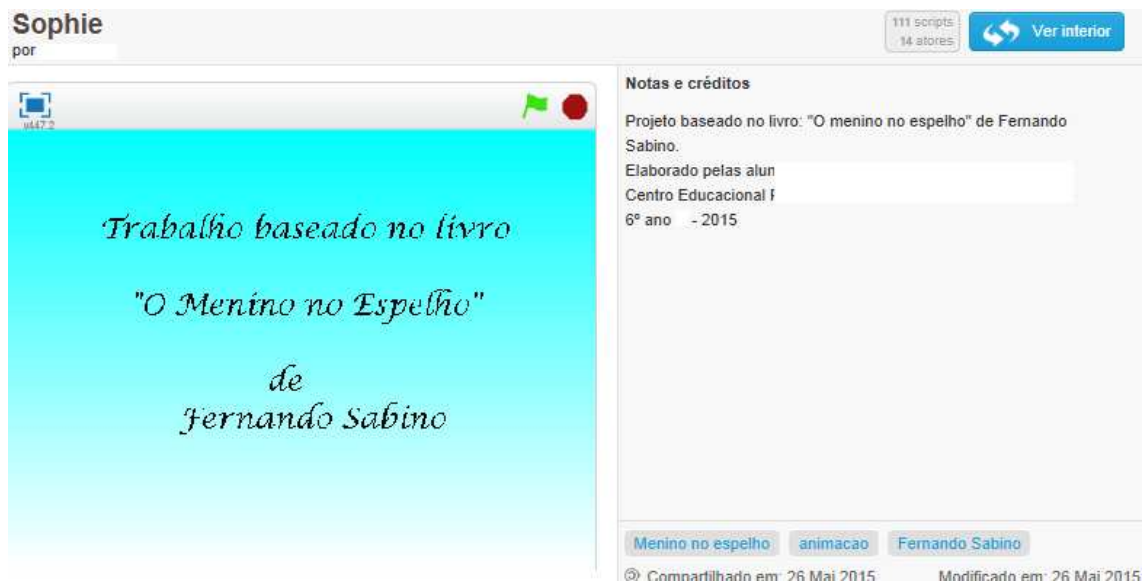 Sophie
por
111 scripts
14 atores
Ver interior
v447.2
Trabalho baseado no livro
"O Menino no Espelho"
de
Fernando Sabino
Notas e créditos
Projeto baseado no livro: "O menino no espelho" de Fernando
Sabino.
Elaborado pelas
Centro Educacional
6º ano - 2015
Menino no espelho animacao Fernando Sabino
Compartilhado em: 26 Mai 2015 Modificado em: 26 Mai 2015